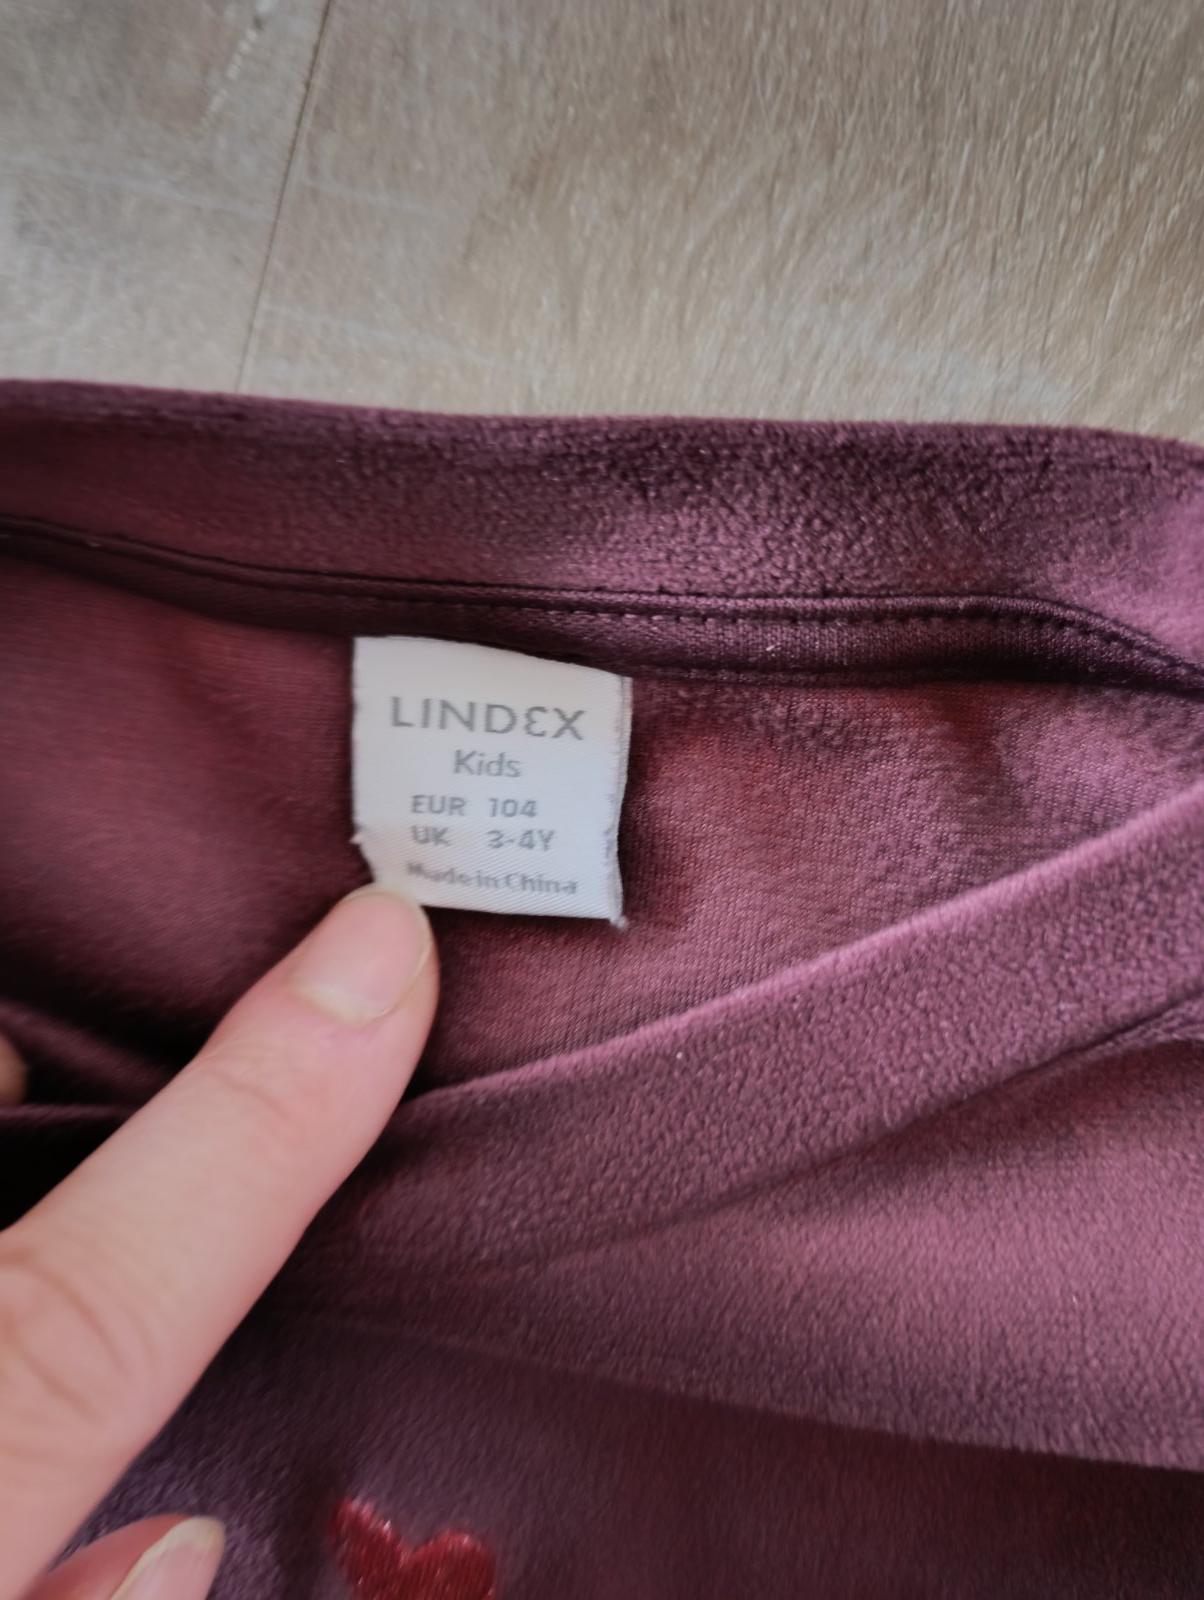 LINDEX
Kids
EUR 104
UK 3-4Y
Made in China